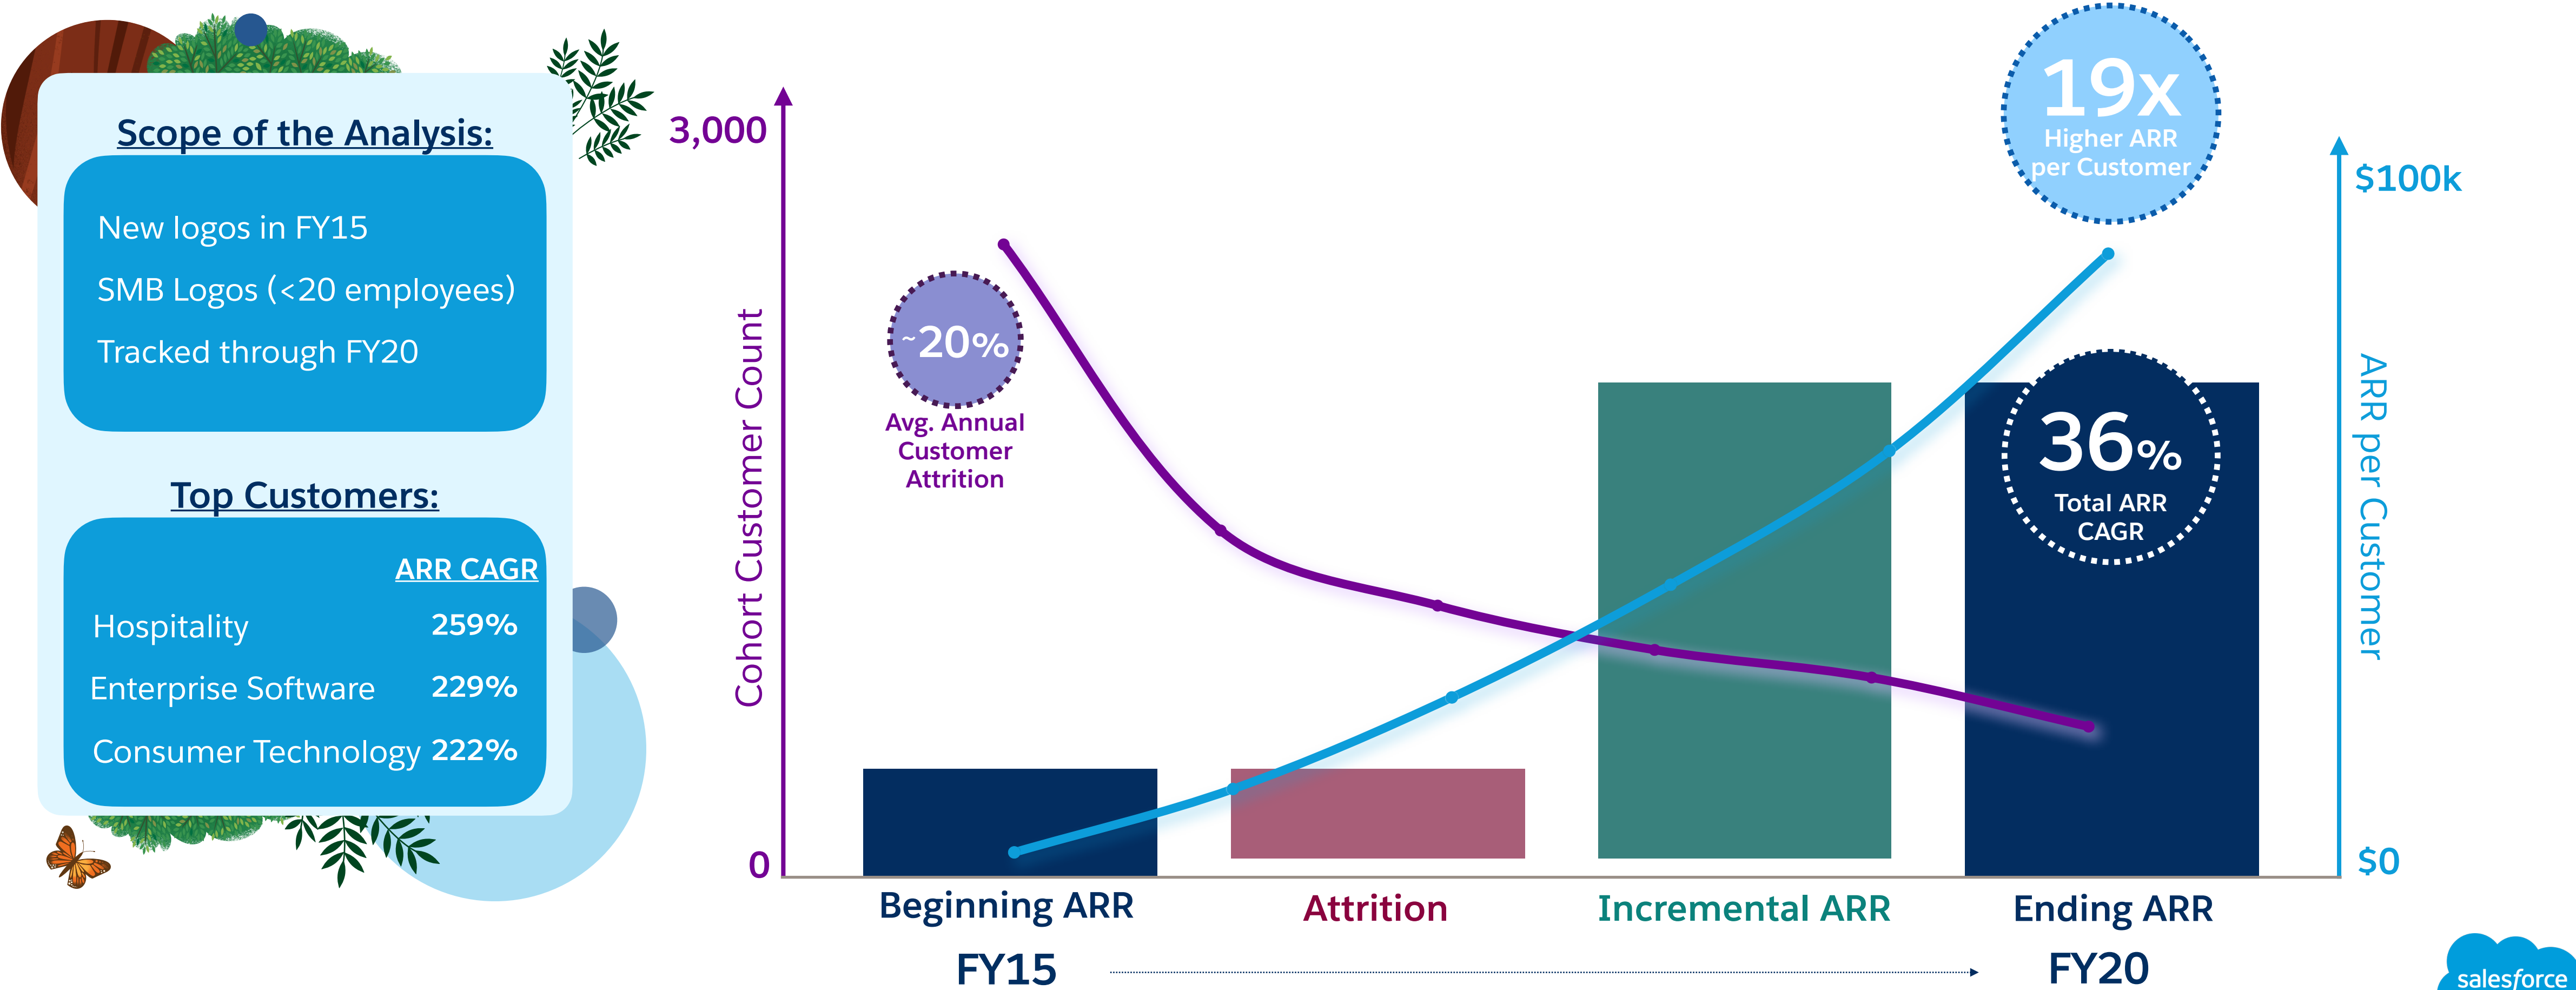 Scope of the Analysis:
New logos in FY15
SMB Logos (<20 employees)
Tracked through FY20
Top Customers:
ARR CAGR
Hospitality 259%
Enterprise Software 229%
Consumer Technology 222%
3,000
Cohort Customer Count
0
~20%
Avg. Annual
Customer
Attrition
19x
Higher ARR
per Customer
36%
Total ARR
CAGR
$100k
ARR per Customer
$0
Beginning ARR
Attrition
Incremental ARR
Ending ARR
FY15
FY20
salesforce